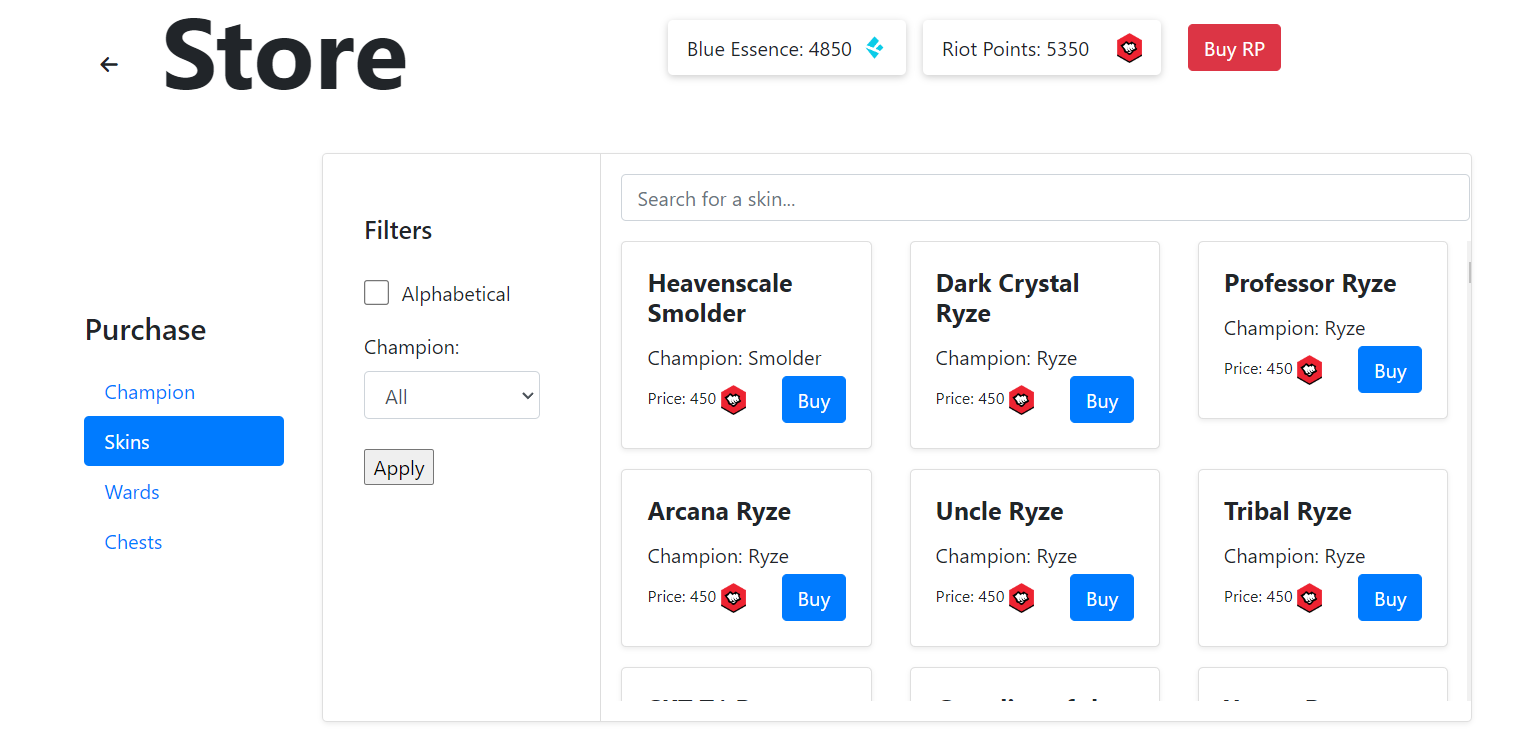 Store
Blue Essence: 4850
Riot Points: 5350
Buy RP
Purchase
Champion
Skins
Wards
Chests
Filters
Alphabetical
Champion:
All
Apply
Search for a skin...
Heavenscale
Smolder
Champion: Smolder
Price: 450
Buy
Dark Crystal
Ryze
Champion: Ryze
Price: 450
Buy
Professor Ryze
Champion: Ryze
Price: 450
Buy
Arcana Ryze
Champion: Ryze
Price: 450
Buy
Uncle Ryze
Champion: Ryze
Price: 450
Buy
Tribal Ryze
Champion: Ryze
Price: 450
Buy